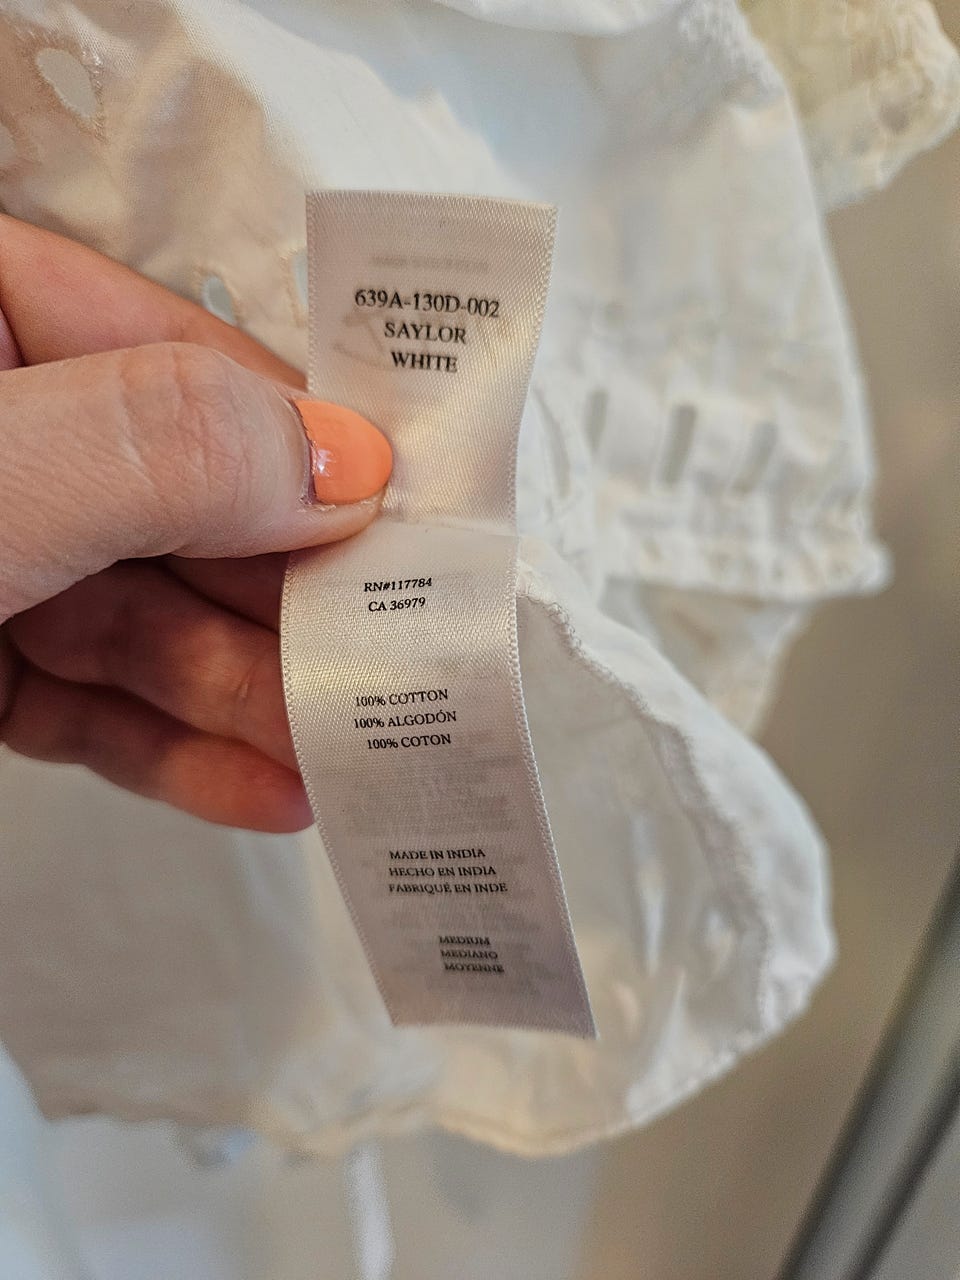 639A-130D-002
SAYLOR
WHITE
RN#117784
CA 36979
100% COTTON
100% ALGODÓN
100% COTON
MADE IN INDIA
HECHO EN INDIA
FABRIQUÉ EN INDE
MEDIUM
MEDIANO
MOYENNE